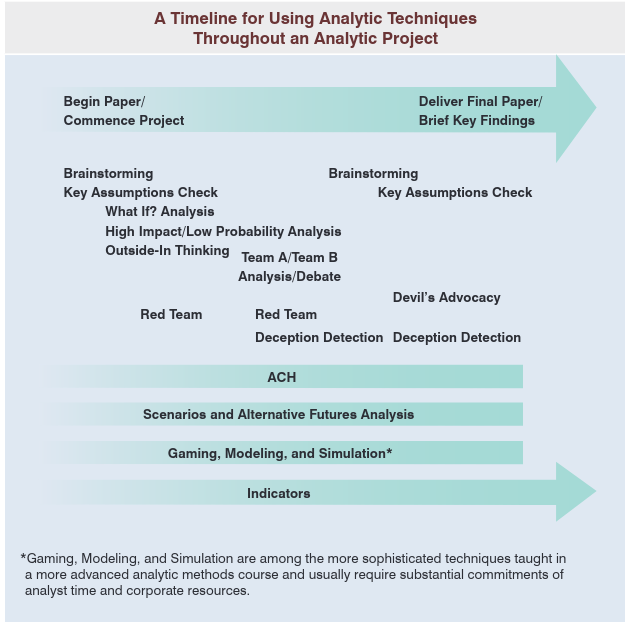 A Timeline for Using Analytic Techniques
Throughout an Analytic Project
Begin Paper/
Commence Project
Deliver Final Paper/
Brief Key Findings
Brainstorming
Brainstorming
Key Assumptions Check
Key Assumptions Check
What If? Analysis
High Impact/Low Probability Analysis
Outside-In Thinking
Team A/Team B
Analysis/Debate
Devil's Advocacy
Red Team
Red Team
Deception Detection
Deception Detection
ACH
Scenarios and Alternative Futures Analysis
Gaming, Modeling, and Simulation*
Indicators
*Gaming, Modeling, and Simulation are among the more sophisticated techniques taught in
a more advanced analytic methods course and usually require substantial commitments of
analyst time and corporate resources.